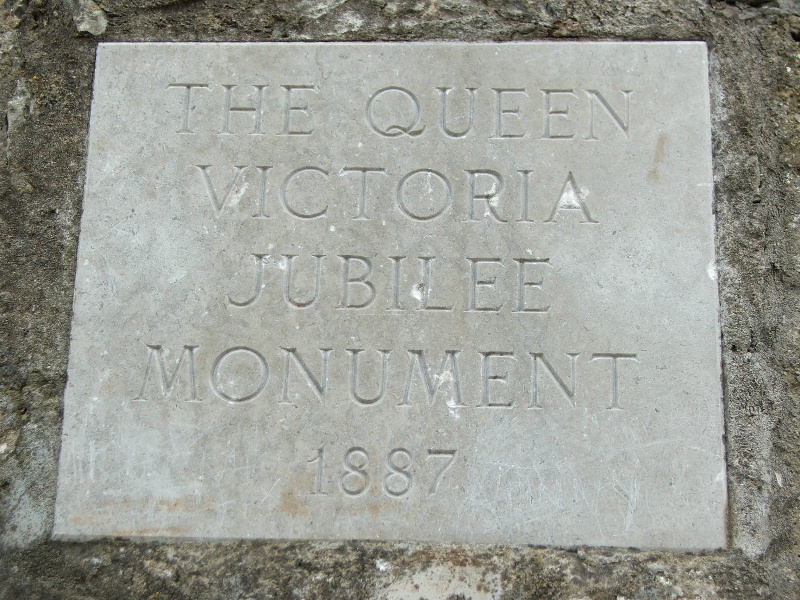 THE QUEEN
VICTORIA
JUBILEE
MONUMENT
1887